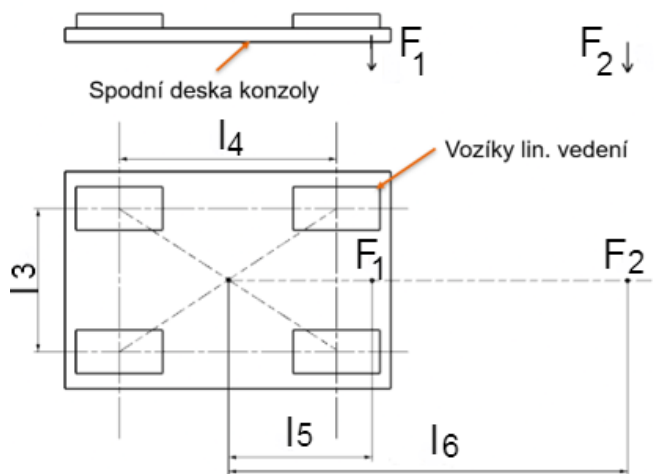 F1
F2
Spodní deska konzoly
l4
Vozíky lin. vedení
l3
F1
F2
l5
l6